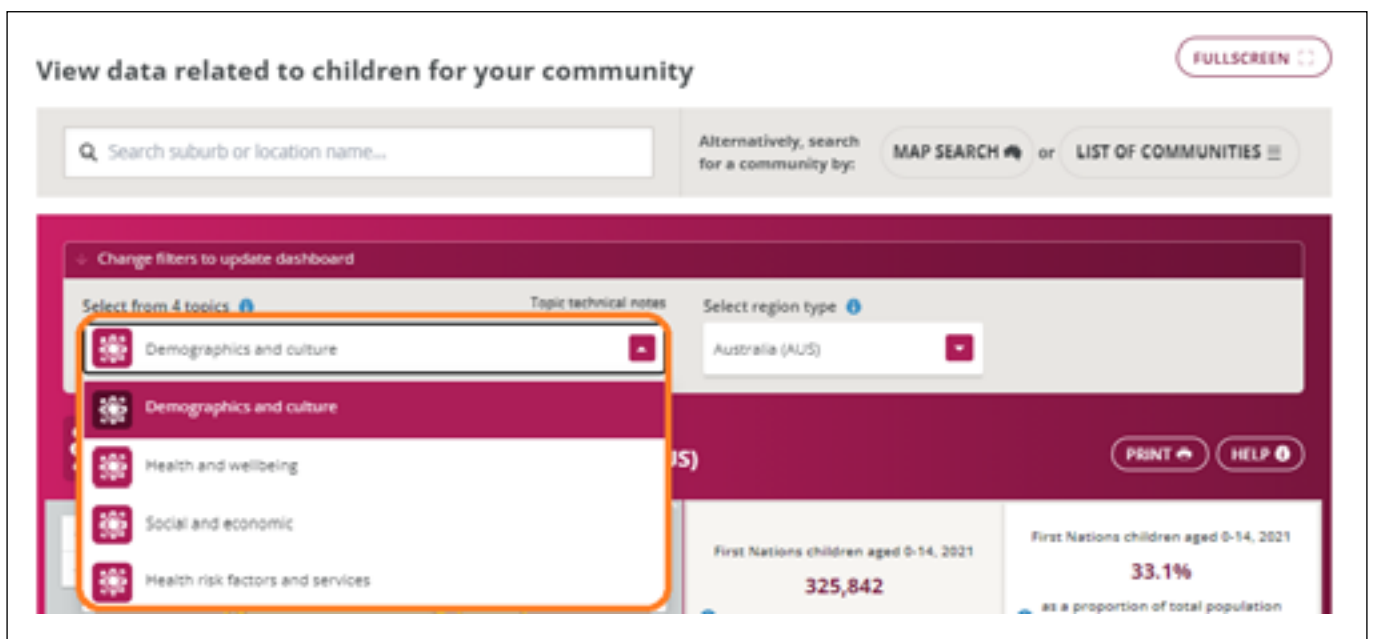 View data related to children for your community
FULLSCREEN
Search suburb or location name...
Alternatively, search
for a community by:
MAP SEARCH
or
LIST OF COMMUNITIES
Change filters to update dashboard
Select from 4 topics
Topic technical notes
Select region type
Demographics and culture
Australia (AUS)
Demographics and culture
Health and wellbeing
Social and economic
Health risk factors and services
US)
PRINT
HELP
First Nations children aged 0-14, 2021
325,842
First Nations children aged 0-14, 2021
33.1%
as a proportion of total population